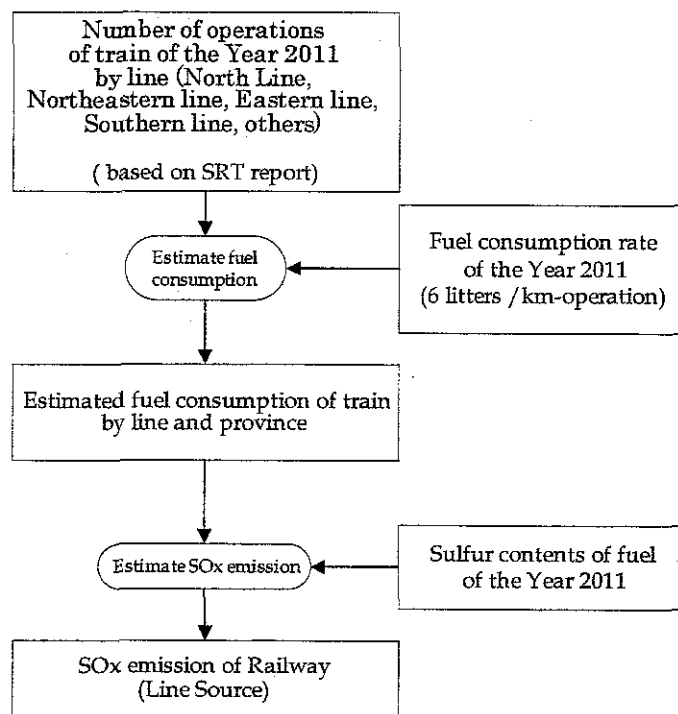 Number of operations
of train of the Year 2011
by line (North Line,
Northeastern line, Eastern line,
Southern line, others)
( based on SRT report)
Estimate fuel
consumption
Fuel consumption rate
of the Year 2011
(6 litters /km-operation)
Estimated fuel consumption of train
by line and province
Estimate SOx emission
Sulfur contents of fuel
of the Year 2011
SOx emission of Railway
(Line Source)